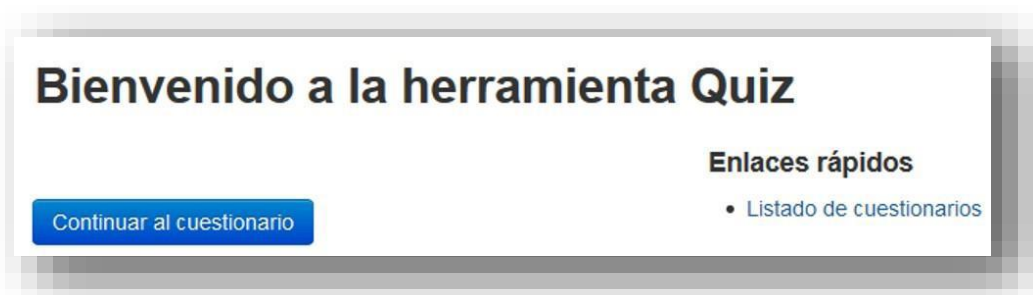 Bienvenido a la herramienta Quiz
Enlaces rápidos
Continuar al cuestionario
• Listado de cuestionarios